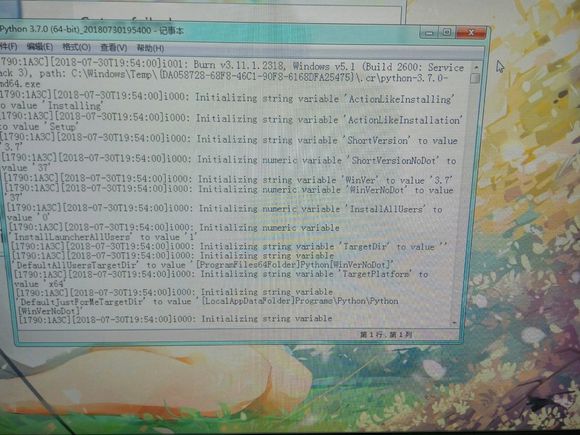 Python 3.7.0 (64-bit)_20180730195400 - 记事本
编辑(E) 格式(O) 查看(V) 帮助(H)
[1790:1A3C][2018-07-30T19:54:00]i001: Burn v3.11.1.2318, Windows v5.1 (Build 2600: Service
ack 3), path: C:\Windows\Temp\{DA058728-68F8-46C1-90F8-6168DFA25475}\.cr\python-3.7.0-
md64.exe
[1790:1A3C][2018-07-30T19:54:00]i000: Initializing string variable 'ActionLikeInstalling'
to value 'Installing'
[1790:1A3C][2018-07-30T19:54:00]i000: Initializing string variable 'ActionLikeInstallation'
to value 'Setup'
[1790:1A3C][2018-07-30T19:54:00]i000: Initializing string variable 'ShortVersion' to value
'3.7'
[1790:1A3C][2018-07-30T19:54:00]i000: Initializing numeric variable 'ShortVersionNoDot' to
value '37'
[1790:1A3C][2018-07-30T19:54:00]i000: Initializing string variable 'WinVer' to value '3.7'
[1790:1A3C][2018-07-30T19:54:00]i000: Initializing numeric variable 'WinVerNoDot' to value
'37'
[1790:1A3C][2018-07-30T19:54:00]i000: Initializing numeric variable 'InstallAllUsers' to
value '0'
[1790:1A3C][2018-07-30T19:54:00]i000: Initializing numeric variable
'InstallLauncherAllUsers' to value '1'
[1790:1A3C][2018-07-30T19:54:00]i000: Initializing string variable 'TargetDir' to value ''
[1790:1A3C][2018-07-30T19:54:00]i000: Initializing string variable
'DefaultAllUsersTargetDir' to value '[ProgramFiles64Folder]Python[WinVerNoDot]'
[1790:1A3C][2018-07-30T19:54:00]i000: Initializing string variable 'TargetPlatform' to
value 'x64'
[1790:1A3C][2018-07-30T19:54:00]i000: Initializing string variable
'DefaultJustForMeTargetDir' to value '[LocalAppDataFolder]Programs\Python\Python
[WinVerNoDot]'
[1790:1A3C][2018-07-30T19:54:00]i000: Initializing string variable
第 1 行，第 1 列